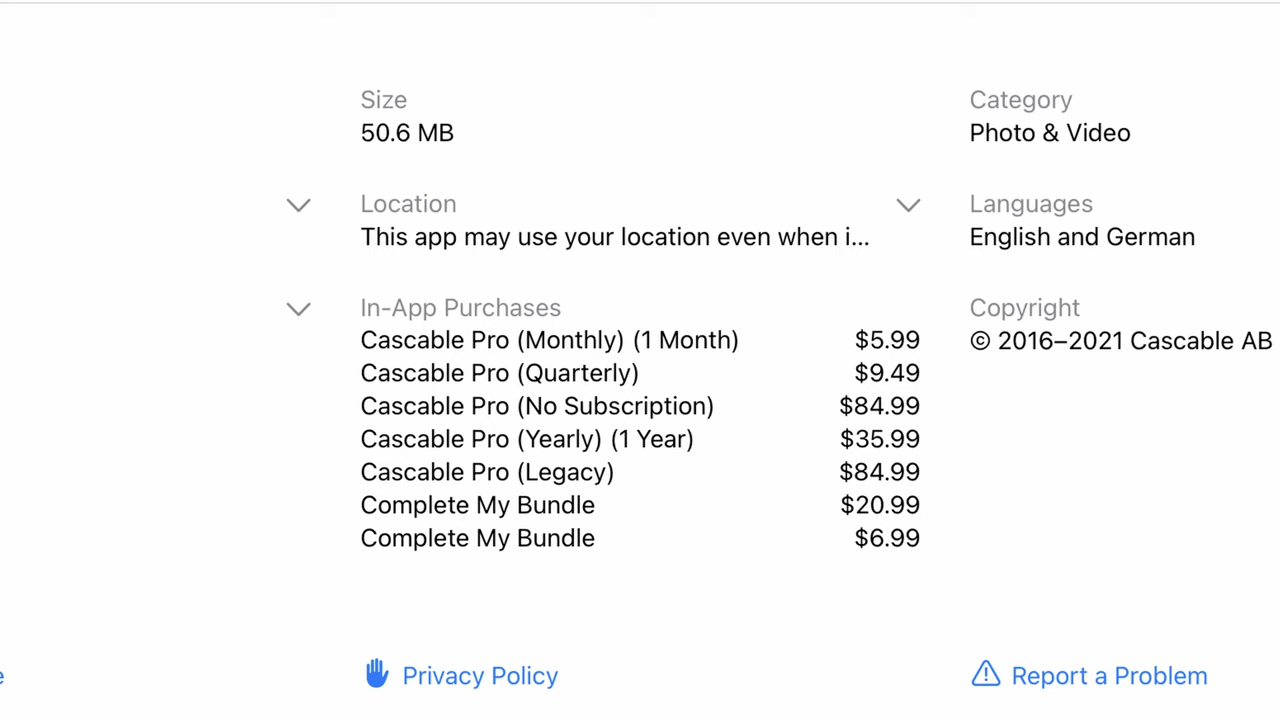 Size
50.6 MB
Category
Photo & Video
Location
This app may use your location even when i...
Languages
English and German
In-App Purchases
Cascable Pro (Monthly) (1 Month) $5.99
Cascable Pro (Quarterly) $9.49
Cascable Pro (No Subscription) $84.99
Cascable Pro (Yearly) (1 Year) $35.99
Cascable Pro (Legacy) $84.99
Complete My Bundle $20.99
Complete My Bundle $6.99
Copyright
© 2016–2021 Cascable AB
e
Privacy Policy
Report a Problem